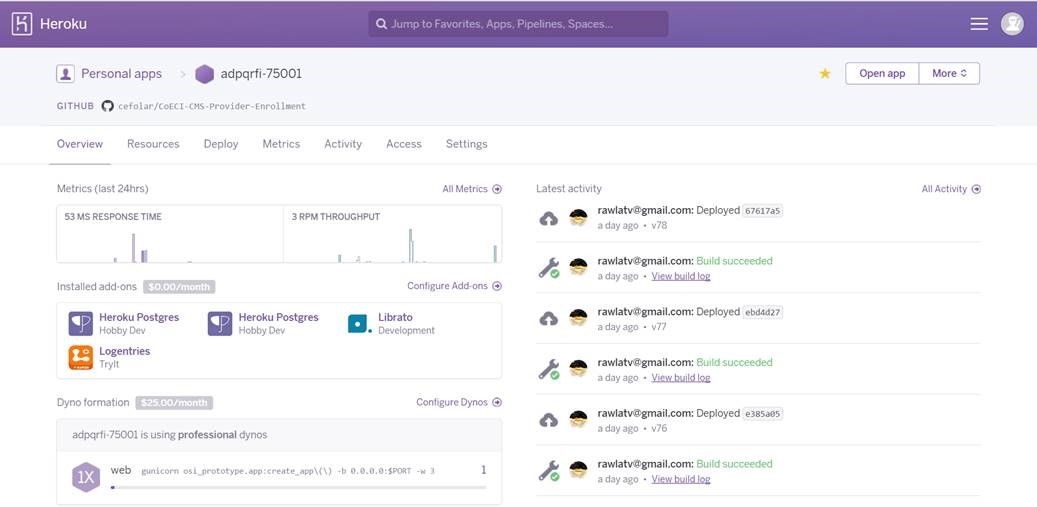 Heroku
Jump to Favorites, Apps, Pipelines, Spaces...
Personal apps > adpqrfi-75001
Open app
More
GITHUB cefolar/CoECI-CMS-Provider-Enrollment
Overview Resources Deploy Metrics Activity Access Settings
Metrics (last 24hrs)
All Metrics
53 MS RESPONSE TIME
3 RPM THROUGHPUT
Installed add-ons $0.00/month
Configure Add-ons
Heroku Postgres
Hobby Dev
Heroku Postgres
Hobby Dev
Librato
Development
Logentries
TryIt
Dyno formation $25.00/month
Configure Dynos
adpqrfi-75001 is using professional dynos
1X
web gunicorn osi_prototype.app:create_app\(\) -b 0.0.0.0:$PORT -w 3 1
Latest activity
All Activity
rawlatv@gmail.com: Deployed 67617a5
a day ago • v78
rawlatv@gmail.com: Build succeeded
a day ago • View build log
rawlatv@gmail.com: Deployed ebd4d27
a day ago • v77
rawlatv@gmail.com: Build succeeded
a day ago • View build log
rawlatv@gmail.com: Deployed e385a05
a day ago • v76
rawlatv@gmail.com: Build succeeded
a day ago • View build log